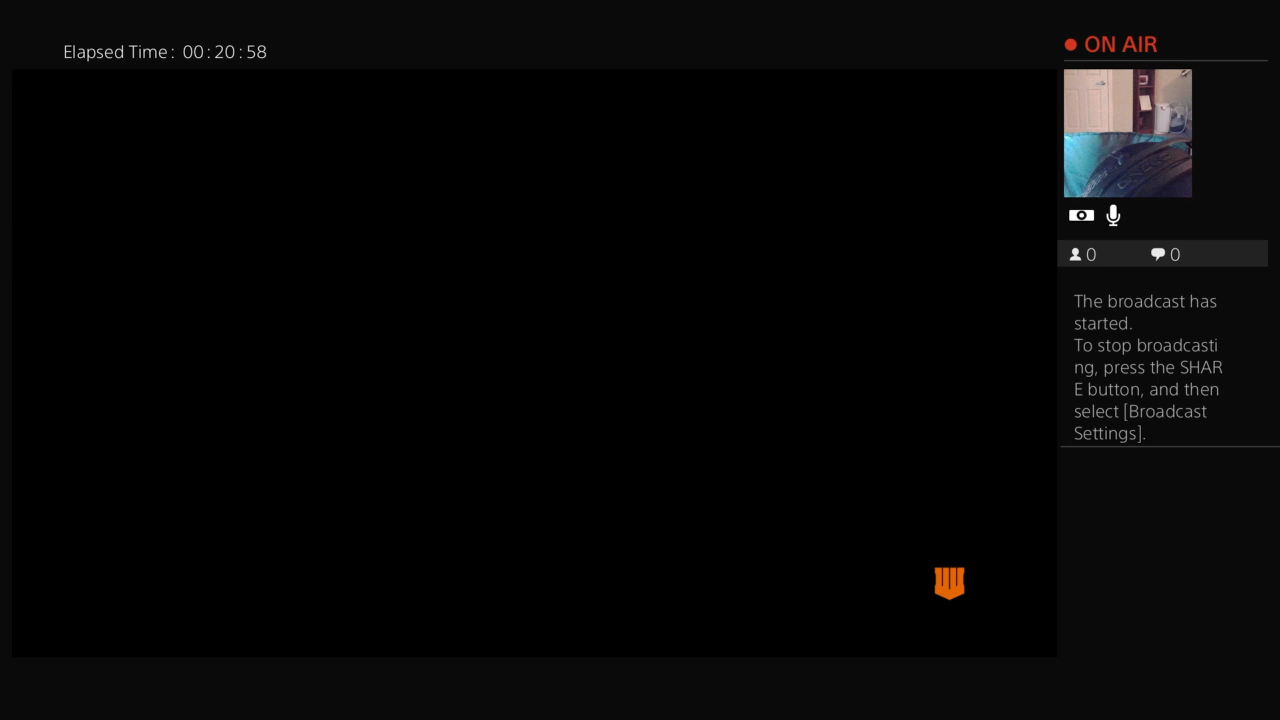 Elapsed Time: 00:20:58
ON AIR
0
0
The broadcast has
started.
To stop broadcasti
ng, press the SHAR
E button, and then
select [Broadcast
Settings].